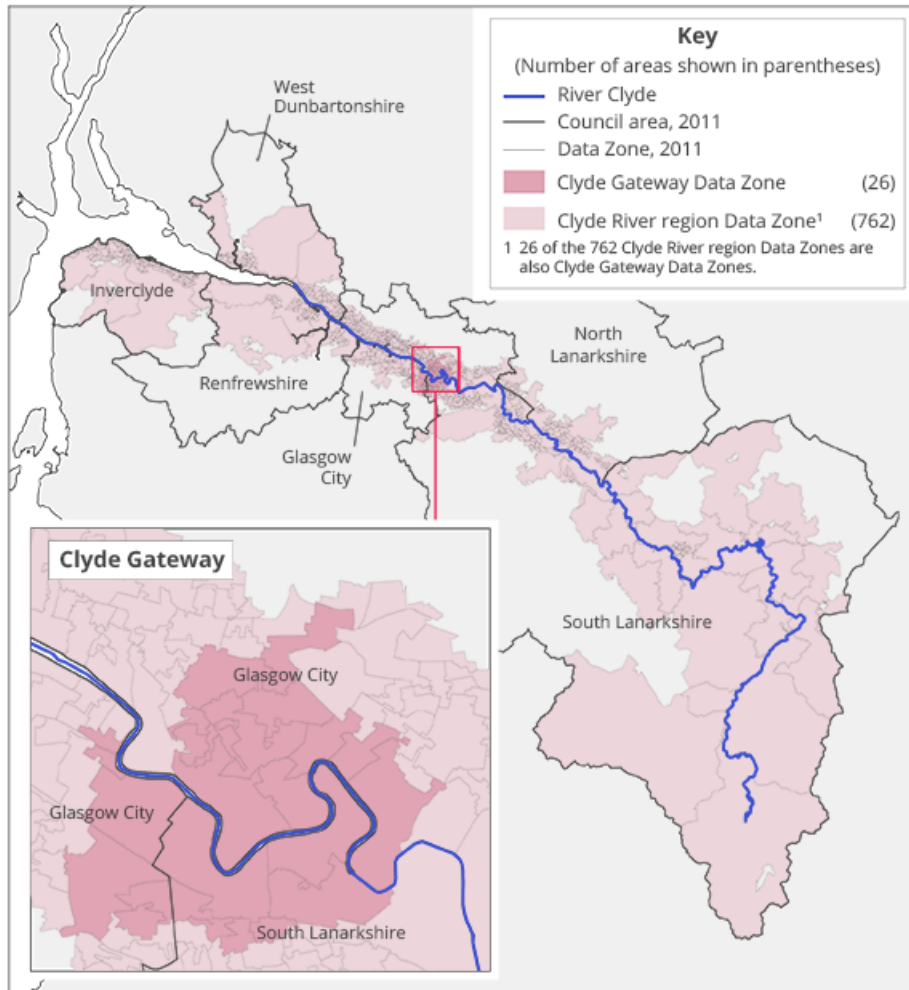 Key
(Number of areas shown in parentheses)
River Clyde
Council area, 2011
Data Zone, 2011
Clyde Gateway Data Zone (26)
Clyde River region Data Zone¹ (762)
1 26 of the 762 Clyde River region Data Zones are
also Clyde Gateway Data Zones.
West
Dunbartonshire
Inverclyde
Renfrewshire
Glasgow
City
North
Lanarkshire
South Lanarkshire
Clyde Gateway
Glasgow City
Glasgow City
South Lanarkshire